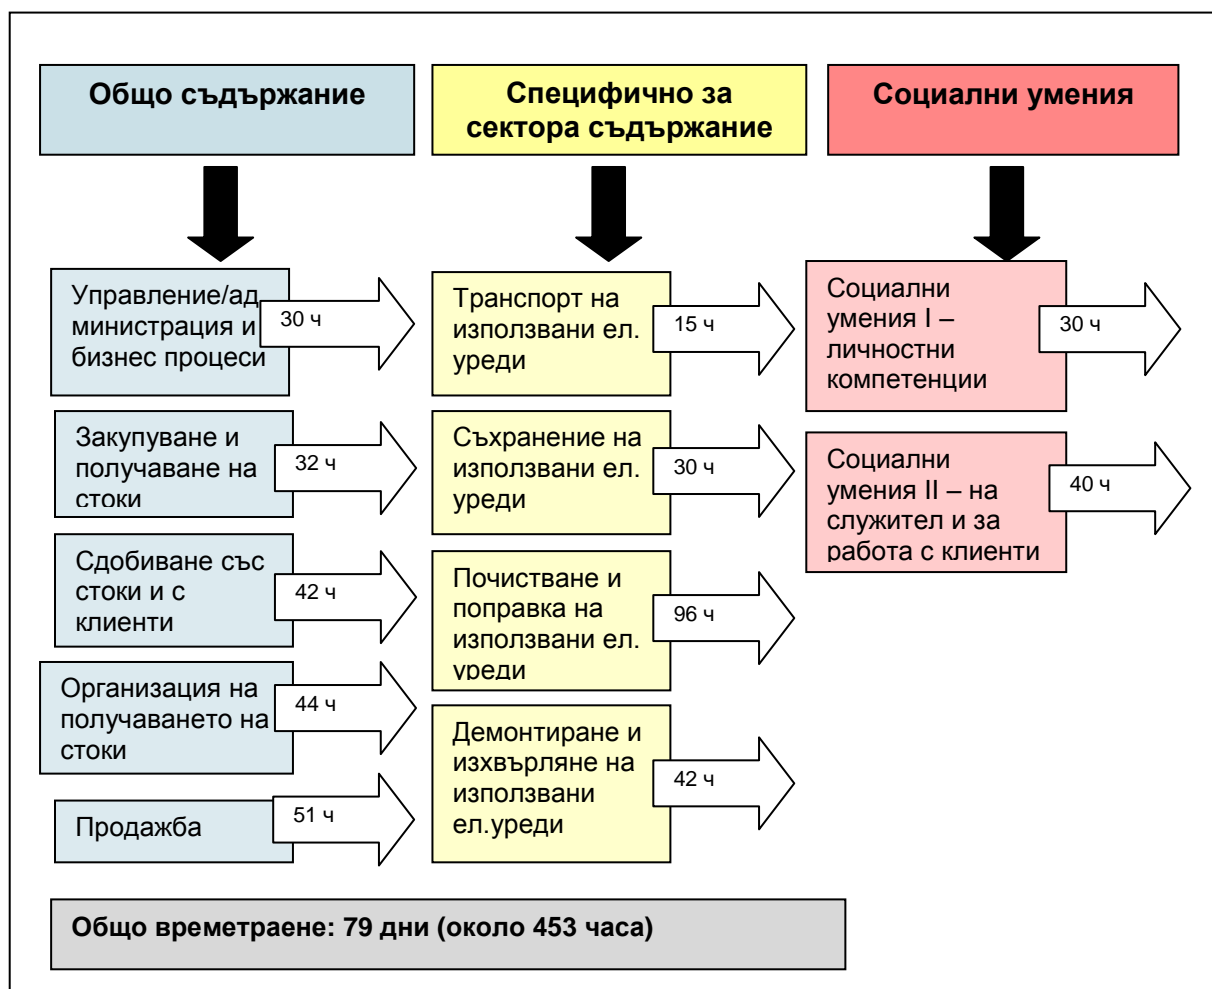 Общо съдържание
Специфично за
сектора съдържание
Социални умения
Управление/ад
министрация и
бизнес процеси
30 ч
Закупуване и
получаване на
стоки
32 ч
Сдобиване със
стоки и с
клиенти
42 ч
Организация на
получаването на
стоки
44 ч
Продажба
51 ч
Транспорт на
използвани ел.
уреди
15 ч
Съхранение на
използвани ел.
уреди
30 ч
Почистване и
поправка на
използвани ел.
уреди
96 ч
Демонтиране и
изхвърляне на
използвани
ел.уреди
42 ч
Социални
умения I –
личностни
компетенции
30 ч
Социални
умения II – на
служител и за
работа с клиенти
40 ч
Общо времетраене: 79 дни (около 453 часа)